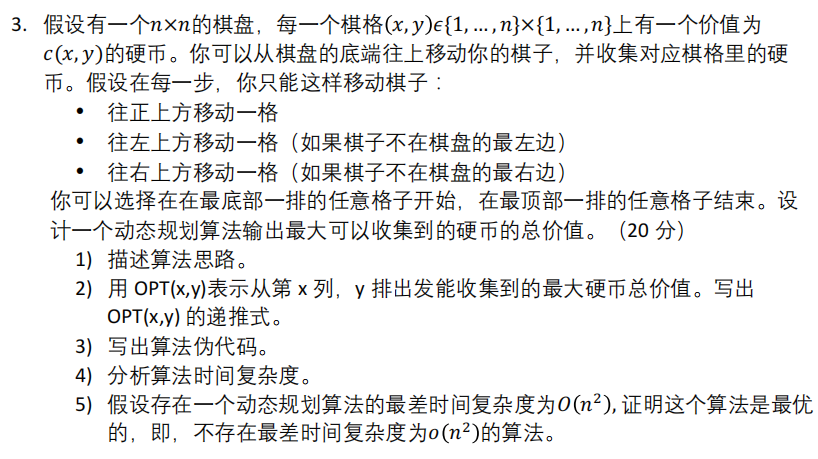 3. 假设有一个n×n的棋盘，每一个棋格(x, y)ϵ{1, … , n}×{1, … , n}上有一个价值为
c(x, y)的硬币。你可以从棋盘的底端往上移动你的棋子，并收集对应棋格里的硬
币。假设在每一步，你只能这样移动棋子：
• 往正上方移动一格
• 往左上方移动一格（如果棋子不在棋盘的最左边）
• 往右上方移动一格（如果棋子不在棋盘的最右边）
你可以选择在在最底部一排的任意格子开始，在最顶部一排的任意格子结束。设
计一个动态规划算法输出最大可以收集到的硬币的总价值。（20 分）
1) 描述算法思路。
2) 用 OPT(x,y)表示从第 x 列，y 排出发能收集到的最大硬币总价值。写出
OPT(x,y) 的递推式。
3) 写出算法伪代码。
4) 分析算法时间复杂度。
5) 假设存在一个动态规划算法的最差时间复杂度为O(n²), 证明这个算法是最优
的，即，不存在最差时间复杂度为o(n²)的算法。